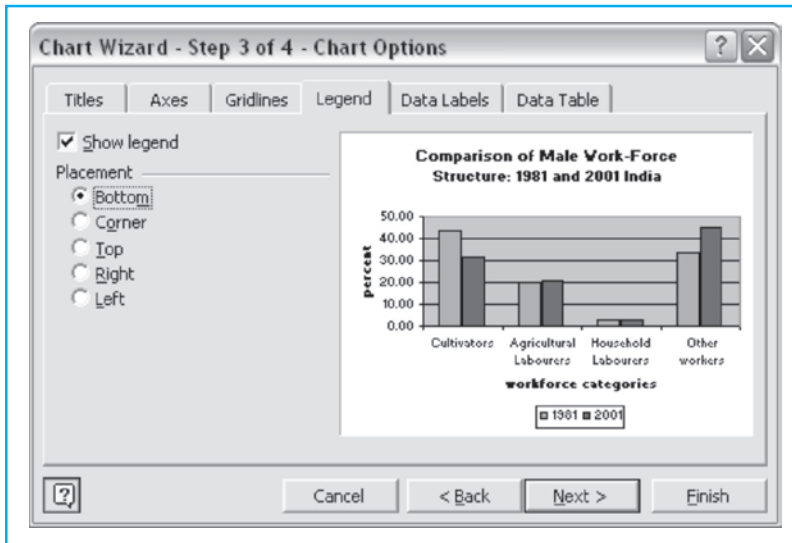 Chart Wizard - Step 3 of 4 - Chart Options
Titles
Axes
Gridlines
Legend
Data Labels
Data Table
Show legend
Placement
Bottom
Corner
Top
Right
Left
Comparison of Male Work-Force
Structure: 1981 and 2001 India
percent
50.00
40.00
30.00
20.00
10.00
0.00
Cultivators
Agricultural
Labourers
Household
Labourers
Other
workers
workforce categories
1981 2001
Cancel
< Back
Next >
Finish